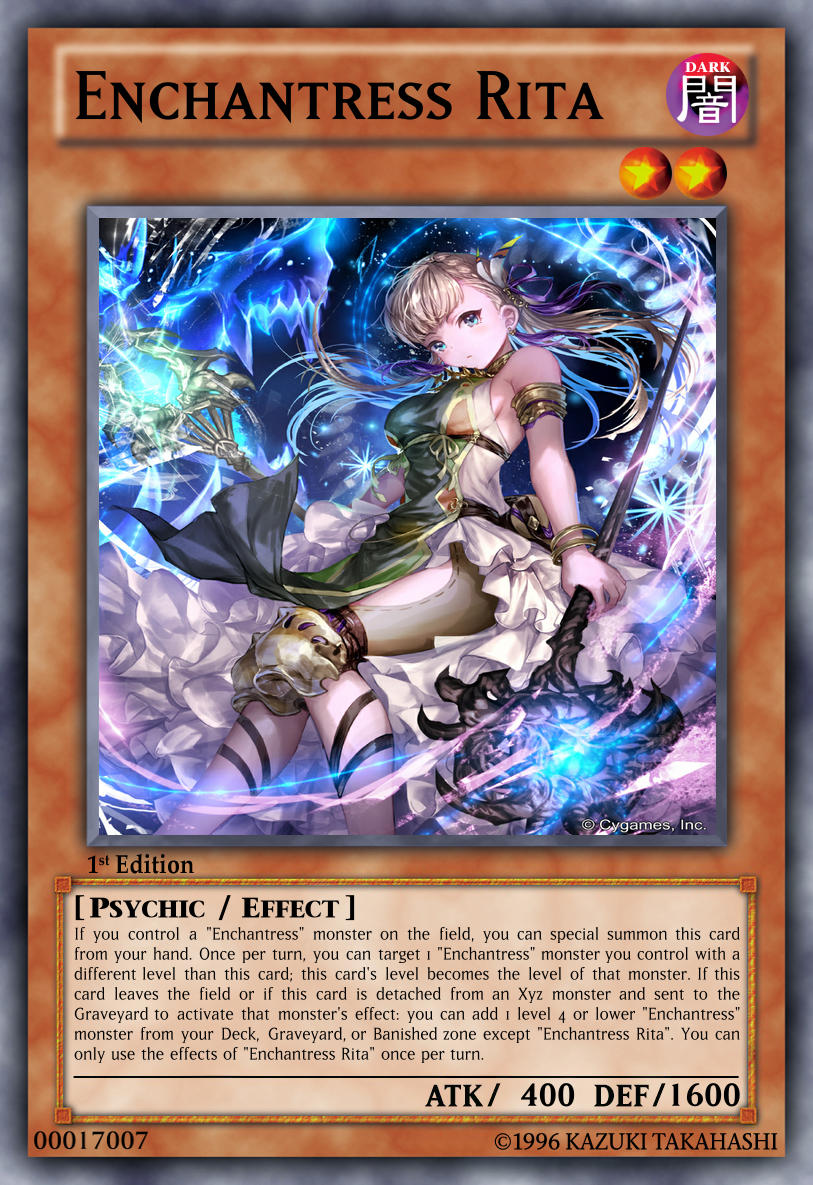 Enchantress Rita
DARK
闇
© Cygames, Inc.
1st Edition
[ Psychic / Effect ]
If you control a "Enchantress" monster on the field, you can special summon this card
from your hand. Once per turn, you can target 1 "Enchantress" monster you control with a
different level than this card; this card's level becomes the level of that monster. If this
card leaves the field or if this card is detached from an Xyz monster and sent to the
Graveyard to activate that monster's effect: you can add 1 level 4 or lower "Enchantress"
monster from your Deck, Graveyard, or Banished zone except "Enchantress Rita". You can
only use the effects of "Enchantress Rita" once per turn.
ATK/ 400 DEF/1600
00017007 ©1996 KAZUKI TAKAHASHI